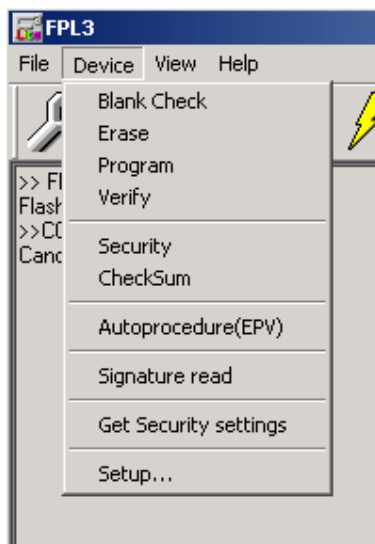 FPL3
File Device View Help
Blank Check
Erase
Program
Verify
Security
CheckSum
Autoprocedure(EPV)
Signature read
Get Security settings
Setup...
>> Fl
Flash
>>CO
Canc